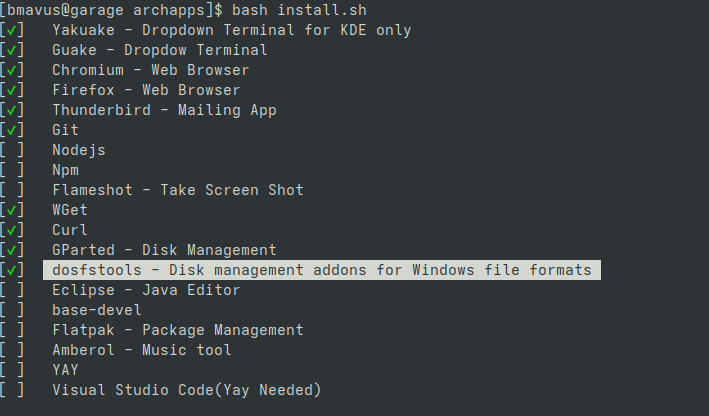 [bmavus@garage archapps]$ bash install.sh
[✓]   Yakuake - Dropdown Terminal for KDE only
[✓]   Guake - Dropdow Terminal
[✓]   Chromium - Web Browser
[✓]   Firefox - Web Browser
[✓]   Thunderbird - Mailing App
[✓]   Git
[ ]   Nodejs
[ ]   Npm
[ ]   Flameshot - Take Screen Shot
[✓]   WGet
[✓]   Curl
[✓]   GParted - Disk Management
[✓]   dosfstools - Disk management addons for Windows file formats
[ ]   Eclipse - Java Editor
[ ]   base-devel
[ ]   Flatpak - Package Management
[ ]   Amberol - Music tool
[ ]   YAY
[ ]   Visual Studio Code(Yay Needed)